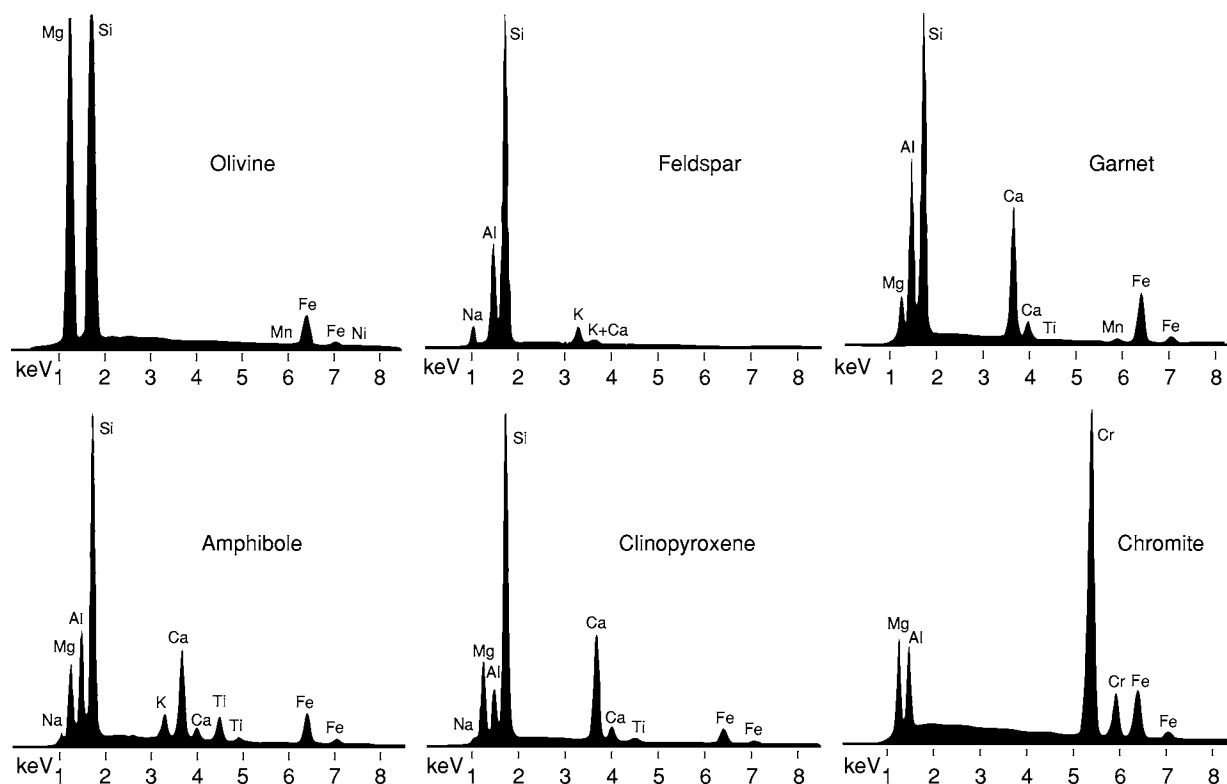 Mg Si
Olivine
Fe
Mn Fe Ni
keV 1 2 3 4 5 6 7 8
Si
Feldspar
Al
Na K
K+Ca
keV 1 2 3 4 5 6 7 8
Si
Al
Garnet
Ca
Mg Fe
Ca
Ti Mn Fe
keV 1 2 3 4 5 6 7 8
Si
Amphibole
Al
Mg Ca
K Ti Fe
Na Ca Ti Fe
keV 1 2 3 4 5 6 7 8
Si
Clinopyroxene
Ca
Mg
Al
Na Ca Ti Fe Fe
keV 1 2 3 4 5 6 7 8
Cr
Chromite
Mg Al
Cr Fe
Fe
keV 1 2 3 4 5 6 7 8